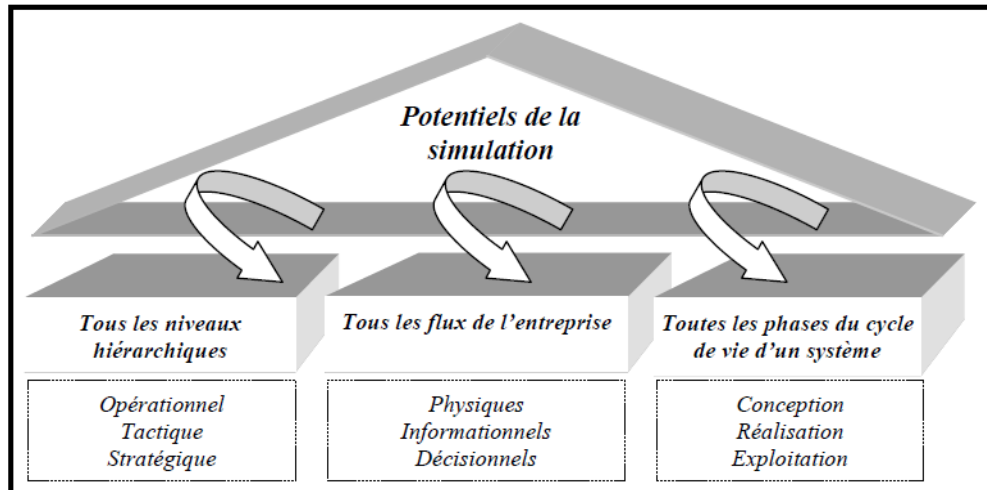 Potentiels de la
simulation
Tous les niveaux
hiérarchiques
Tous les flux de l'entreprise
Toutes les phases du cycle
de vie d'un système
Opérationnel
Tactique
Stratégique
Physiques
Informationnels
Décisionnels
Conception
Réalisation
Exploitation